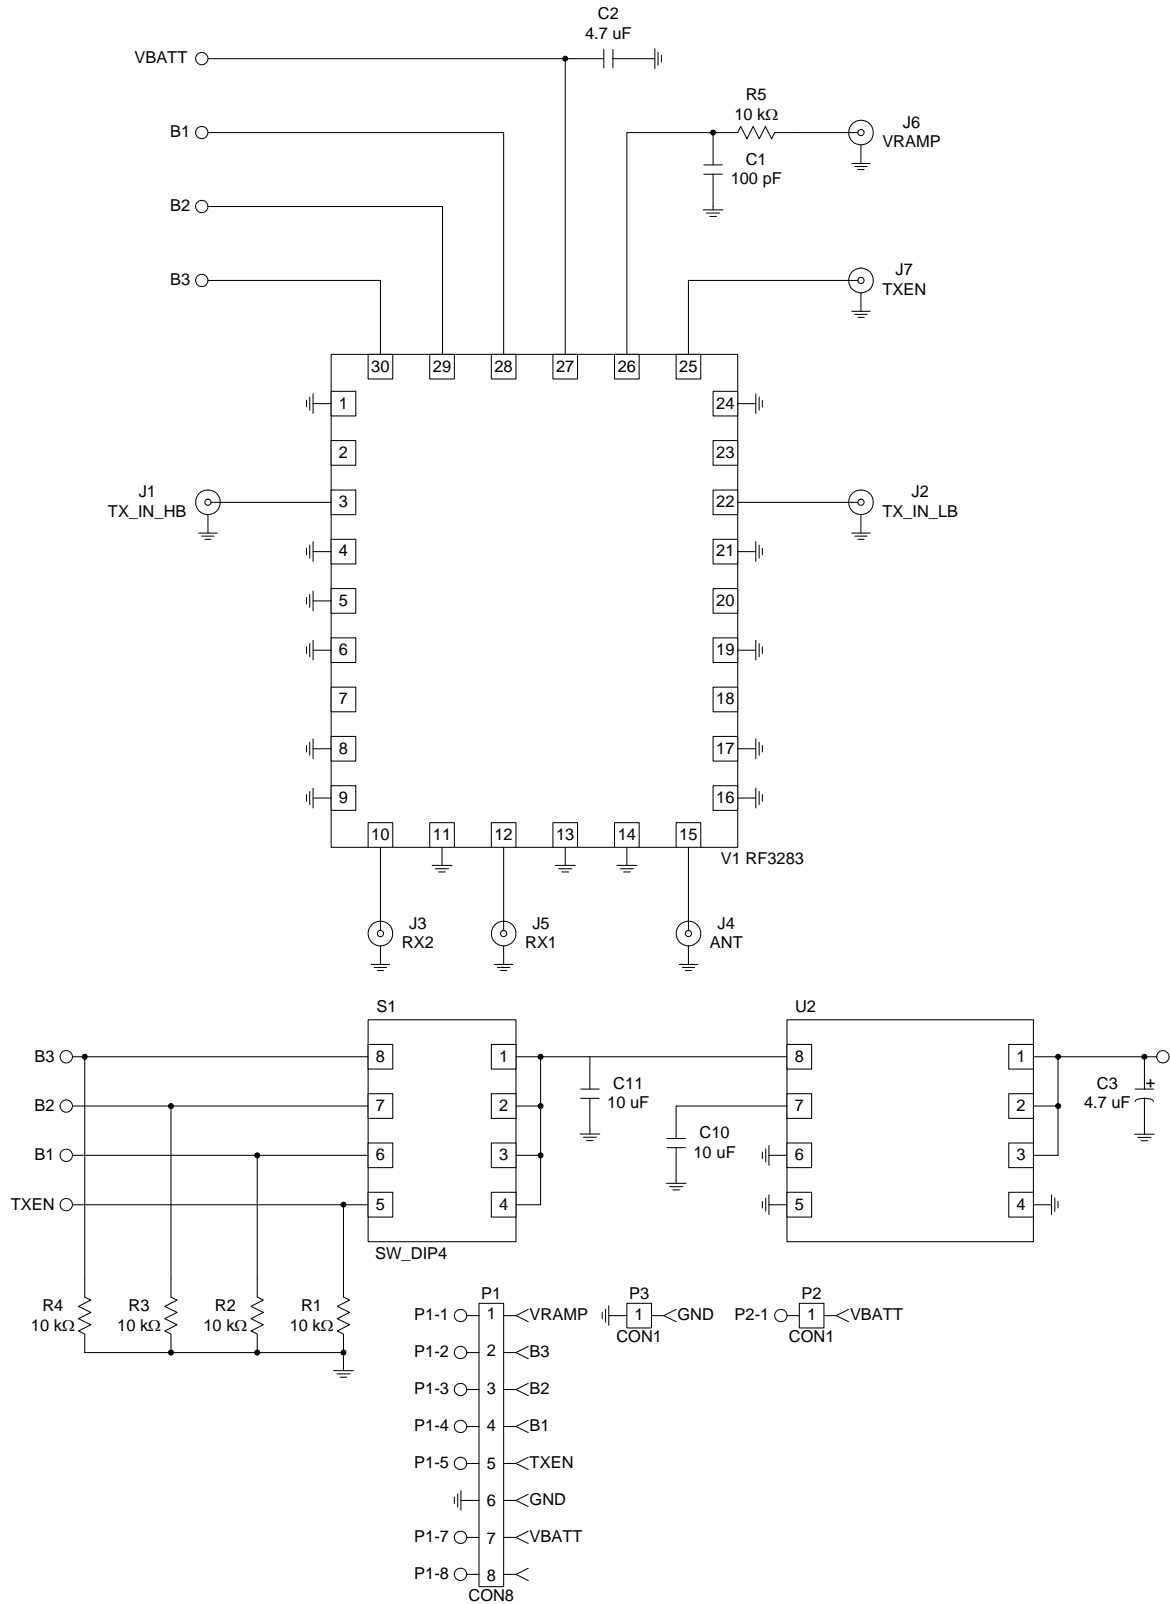 C2
4.7 uF
VBATT
R5
10 kΩ
B1
J6
VRAMP
C1
100 pF
B2
B3
J7
TXEN
30 29 28 27 26 25
1 24
2 23
J1
TX_IN_HB
3 22
J2
TX_IN_LB
4 21
5 20
6 19
7 18
8 17
9 16
10 11 12 13 14 15
V1 RF3283
J3
RX2
J5
RX1
J4
ANT
S1
U2
B3 8 1
8 1
C11
10 uF
C3
4.7 uF
+
B2 7 2
7 2
C10
10 uF
B1 6 3
6 3
TXEN 5 4
5 4
SW_DIP4
R4
10 kΩ
R3
10 kΩ
R2
10 kΩ
R1
10 kΩ
P1
P1-1 1 VRAMP
P1-2 2 B3
P1-3 3 B2
P1-4 4 B1
P1-5 5 TXEN
6 GND
P1-7 7 VBATT
P1-8 8
CON8
P3
1 GND
CON1
P2
P2-1 1 VBATT
CON1